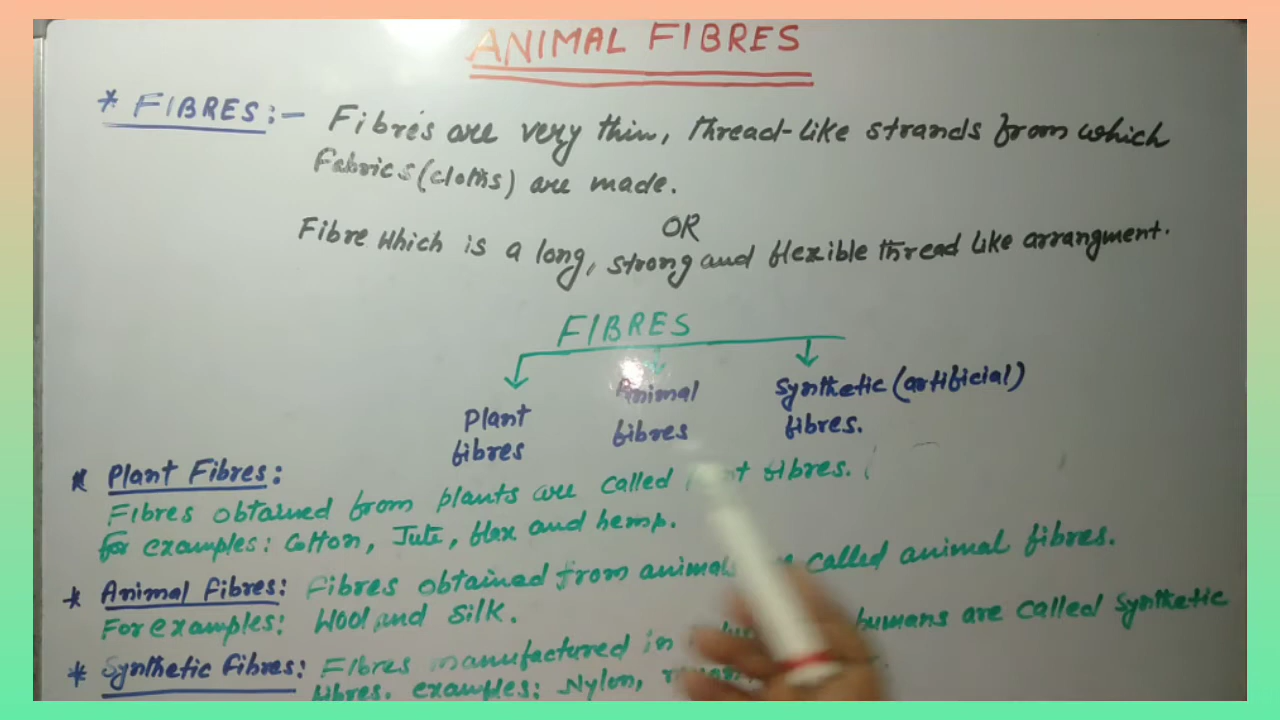 ANIMAL FIBRES
* FIBRES:- Fibres are very thin, thread-like strands from which
Fabrics (cloths) are made.
OR
Fibre which is a long, strong and flexible thread like arrangment.
FIBRES
Plant fibres
Animal fibres
Synthetic (artificial) fibres.
* Plant Fibres:
Fibres obtained from plants are called fibres.
for examples: Cotton, Jute, flax and hemp.
* Animal Fibres: Fibres obtained from animals called animal fibres.
For examples: Wool and Silk.
* Synthetic Fibres: Fibres manufactured in humans are called Synthetic
fibres. examples: Nylon,